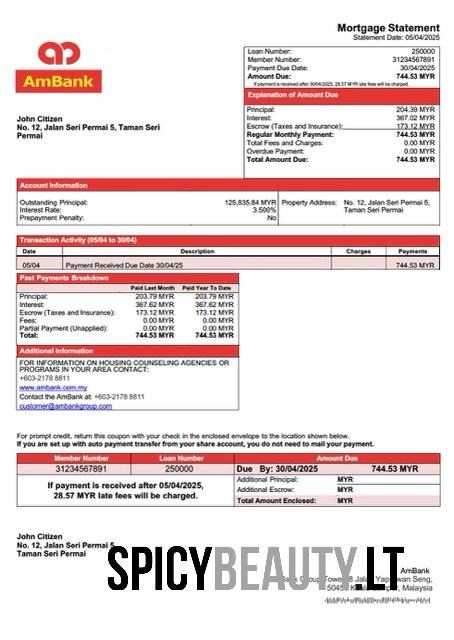 Mortgage Statement
Statement Date: 05/04/2025
AmBank
Loan Number: 250000
Member Number: 31234567891
Payment Due Date: 30/04/2025
Amount Due: 744.53 MYR
If payment is received after 30/04/2025, 28.57 MYR late fees will be charged.
Explanation of Amount Due
Principal: 204.39 MYR
Interest: 367.02 MYR
Escrow (Taxes and Insurance): 173.12 MYR
Regular Monthly Payment: 744.53 MYR
Total Fees and Charges: 0.00 MYR
Overdue Payment: 0.00 MYR
Total Amount Due: 744.53 MYR
John Citizen
No. 12, Jalan Seri Permai 5, Taman Seri
Permai
Account Information
Outstanding Principal: 125,835.84 MYR
Interest Rate: 3.500%
Prepayment Penalty: No
Property Address: No. 12, Jalan Seri Permai 5,
Taman Seri Permai
Transaction Activity (05/04 to 30/04)
Date Description Charges Payments
05/04 Payment Received Due Date 30/04/25 744.53 MYR
Past Payments Breakdown
Paid Last Month Paid Year To Date
Principal: 203.79 MYR 203.79 MYR
Interest: 367.62 MYR 367.62 MYR
Escrow (Taxes and Insurance): 173.12 MYR 173.12 MYR
Fees: 0.00 MYR 0.00 MYR
Partial Payment (Unapplied): 0.00 MYR 0.00 MYR
Total: 744.53 MYR 744.53 MYR
Additional Information
FOR INFORMATION ON HOUSING COUNSELING AGENCIES OR
PROGRAMS IN YOUR AREA CONTACT:
+603-2178 8811
www.ambank.com.my
Contact the AmBank at: +603-2178 8811
customer@ambankgroup.com
For prompt credit, return this coupon with your check in the enclosed envelope to the location shown below.
If you are set up with auto payment transfer from your share account, you do not need to mail your payment.
Member Number Loan Number Amount Due
31234567891 250000 Due By: 30/04/2025 744.53 MYR
If payment is received after 05/04/2025,
28.57 MYR late fees will be charged.
Additional Principal: MYR
Additional Escrow: MYR
Total Amount Enclosed: MYR
John Citizen
No. 12, Jalan Seri Permai 5,
Taman Seri Permai
SPICYBEAUTY.LT
AmBank
Seng,
Malaysia